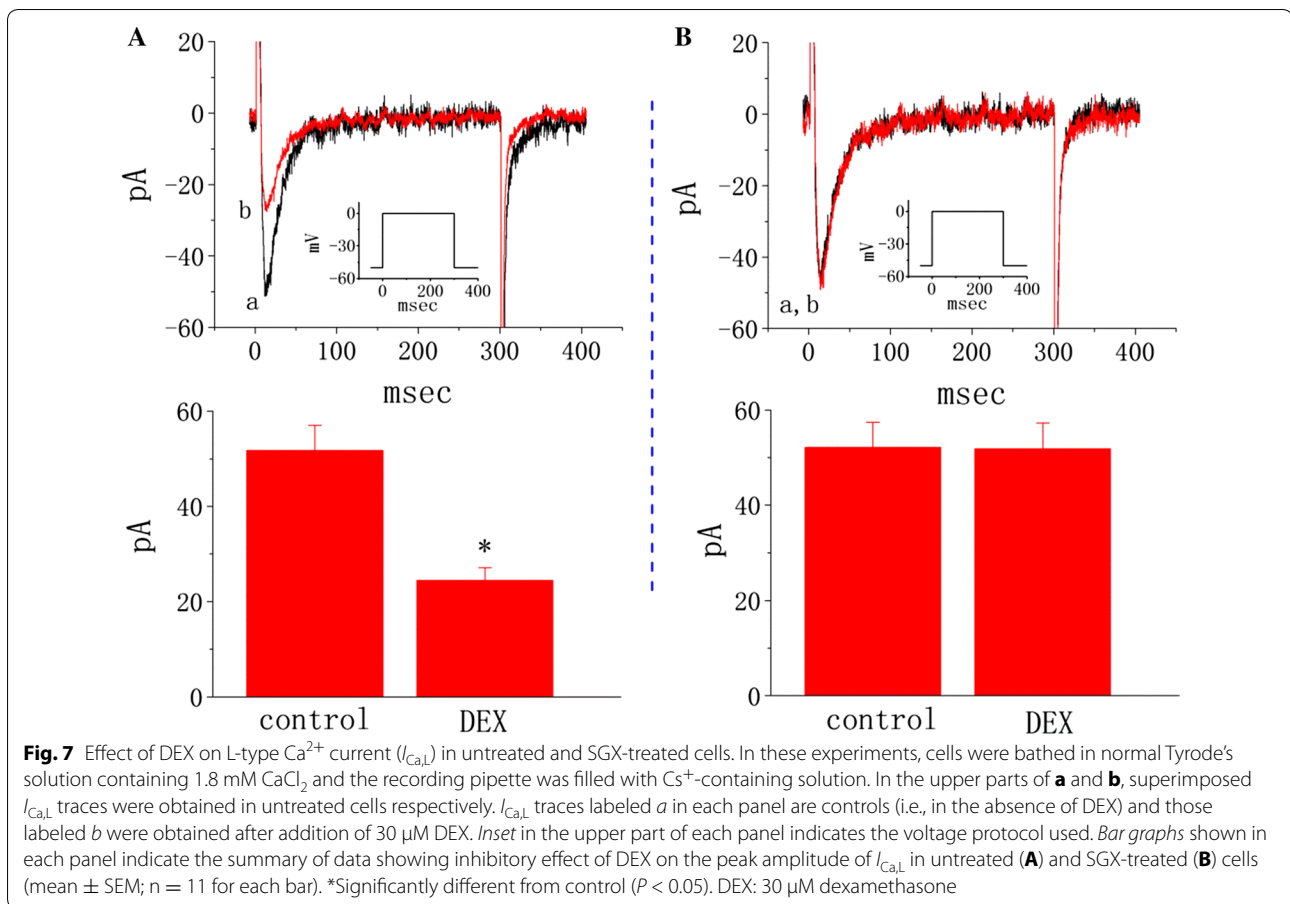 A
20
0
−20
−40
−60
pA
b
a
0
−30
−60
mV
0 200 400
msec
0 100 200 300 400
msec
60
40
20
0
pA
*
control DEX
B
20
0
−20
−40
−60
pA
a, b
0
−30
−60
mV
0 200 400
msec
0 100 200 300 400
msec
60
40
20
0
pA
control DEX
Fig. 7 Effect of DEX on L-type Ca²⁺ current (I_Ca,L) in untreated and SGX-treated cells. In these experiments, cells were bathed in normal Tyrode's
solution containing 1.8 mM CaCl₂ and the recording pipette was filled with Cs⁺-containing solution. In the upper parts of a and b, superimposed
I_Ca,L traces were obtained in untreated cells respectively. I_Ca,L traces labeled a in each panel are controls (i.e., in the absence of DEX) and those
labeled b were obtained after addition of 30 μM DEX. Inset in the upper part of each panel indicates the voltage protocol used. Bar graphs shown in
each panel indicate the summary of data showing inhibitory effect of DEX on the peak amplitude of I_Ca,L in untreated (A) and SGX-treated (B) cells
(mean ± SEM; n = 11 for each bar). *Significantly different from control (P < 0.05). DEX: 30 μM dexamethasone